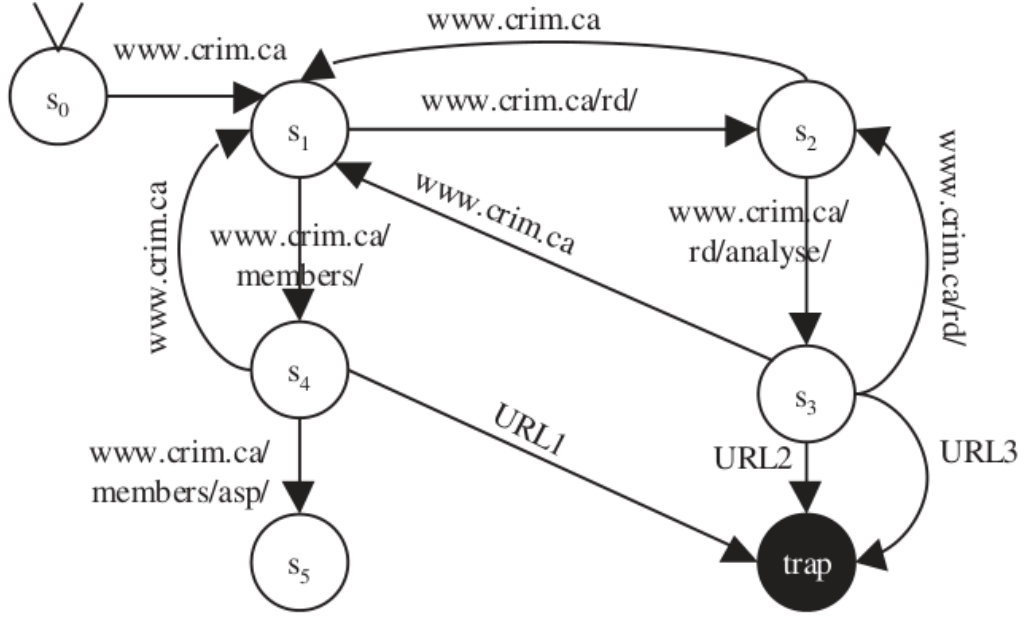 www.crim.ca
www.crim.ca
s0
s1
www.crim.ca/rd/
s2
www.crim.ca
www.crim.ca/
members/
www.crim.ca
www.crim.ca/
rd/analyse/
www.crim.ca/rd/
s4
s3
URL1
www.crim.ca/
members/asp/
URL2
URL3
s5
trap